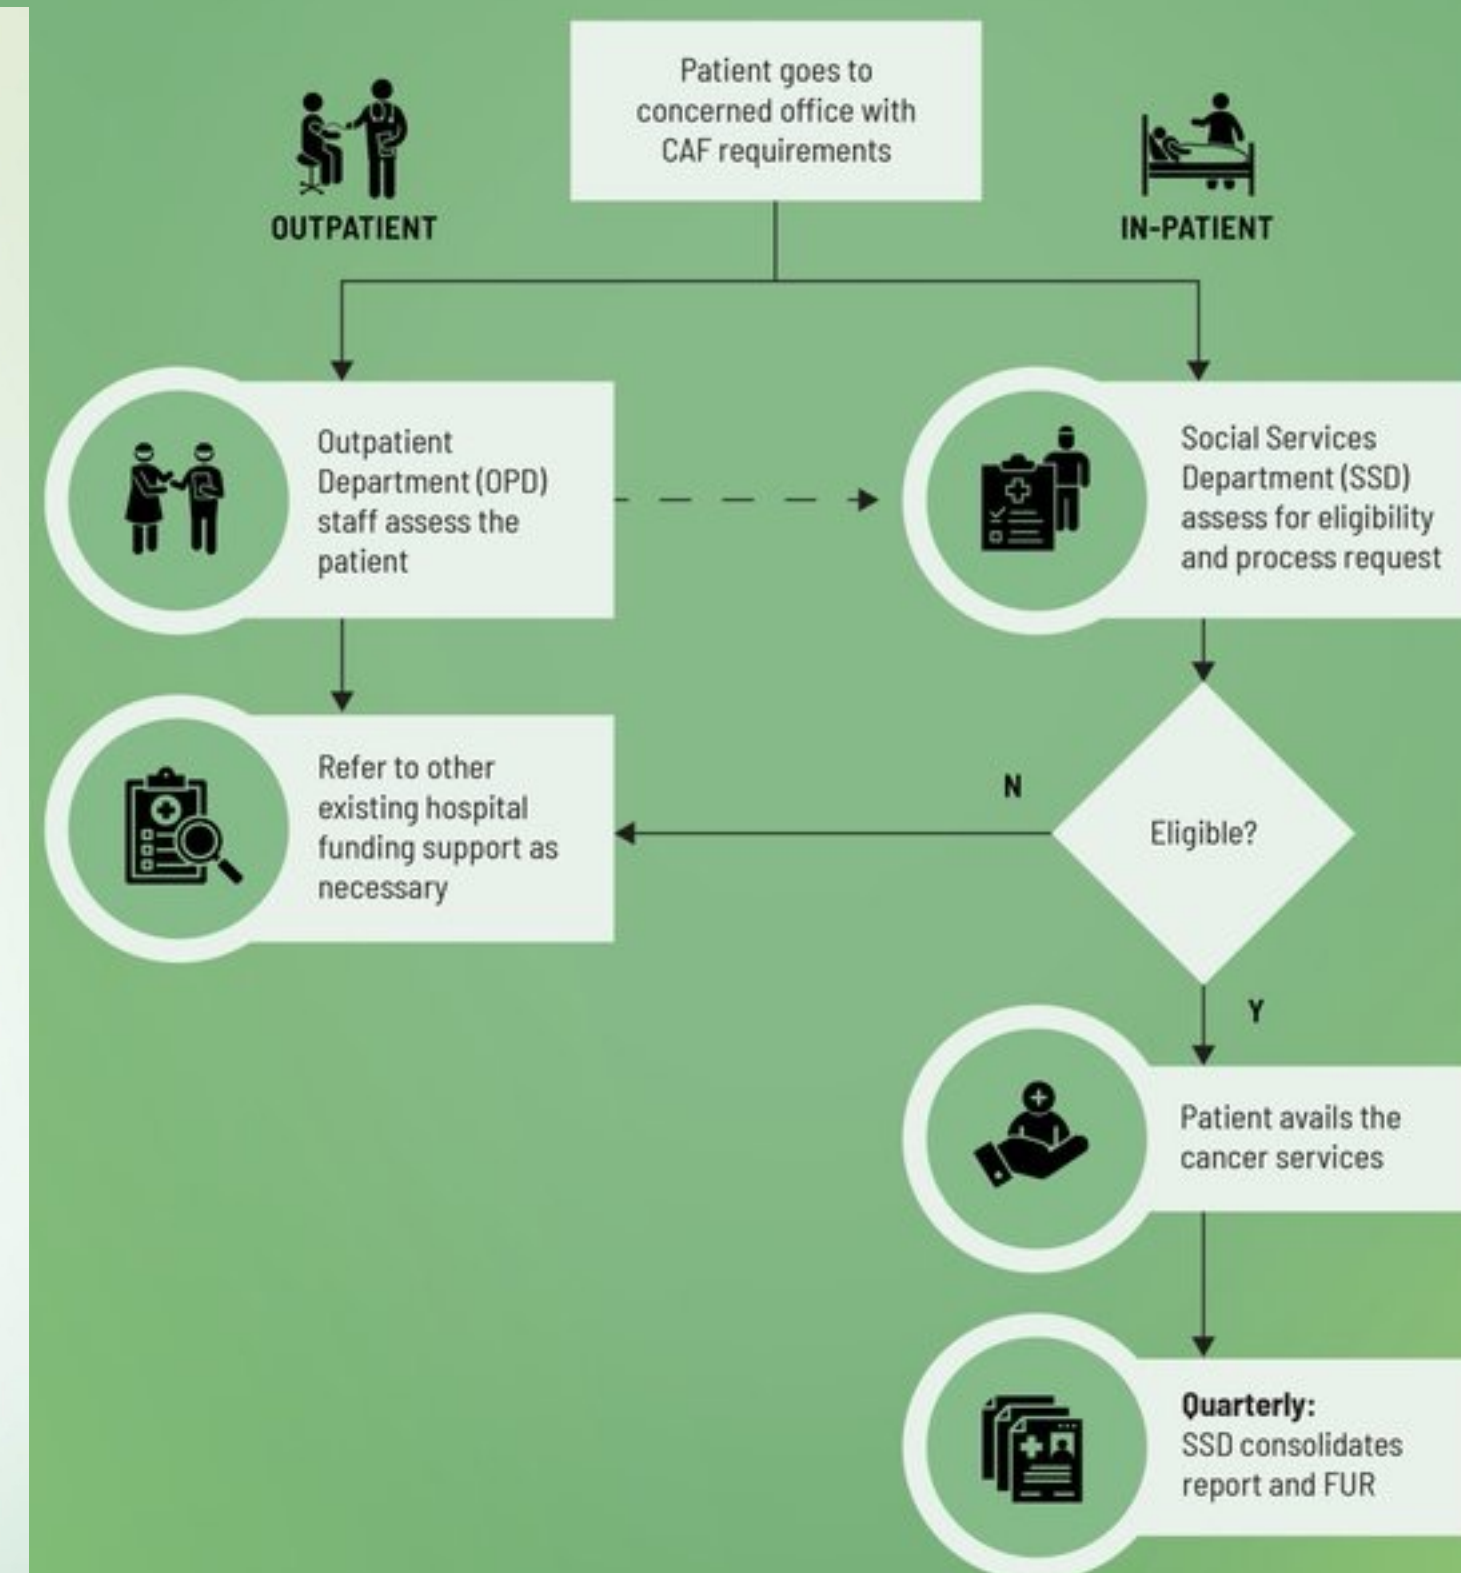 Patient goes to
concerned office with
CAF requirements
OUTPATIENT
IN-PATIENT
Outpatient
Department (OPD)
staff assess the
patient
Social Services
Department (SSD)
assess for eligibility
and process request
Refer to other
existing hospital
funding support as
necessary
N
Eligible?
Y
Patient avails the
cancer services
Quarterly:
SSD consolidates
report and FUR